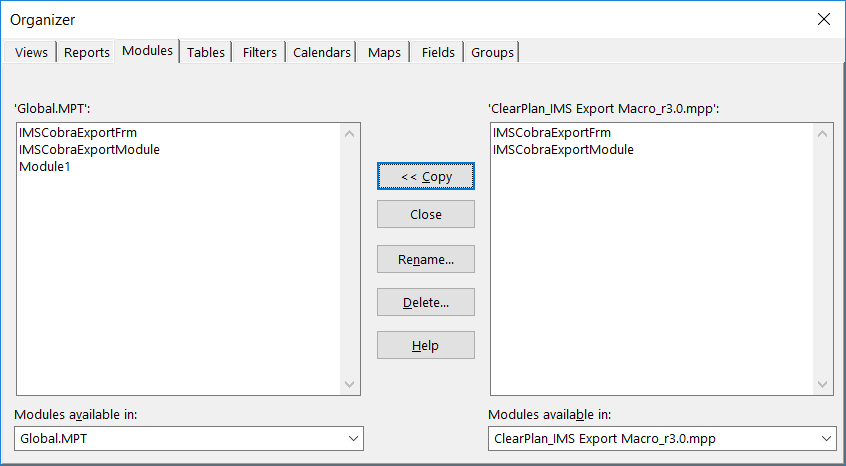 Organizer
Views Reports Modules Tables Filters Calendars Maps Fields Groups
'Global.MPT':
IMSCobraExportFrm
IMSCobraExportModule
Module1
<< Copy
Close
Rename...
Delete...
Help
'ClearPlan_IMS Export Macro_r3.0.mpp':
IMSCobraExportFrm
IMSCobraExportModule
Modules available in:
Global.MPT
Modules available in:
ClearPlan_IMS Export Macro_r3.0.mpp